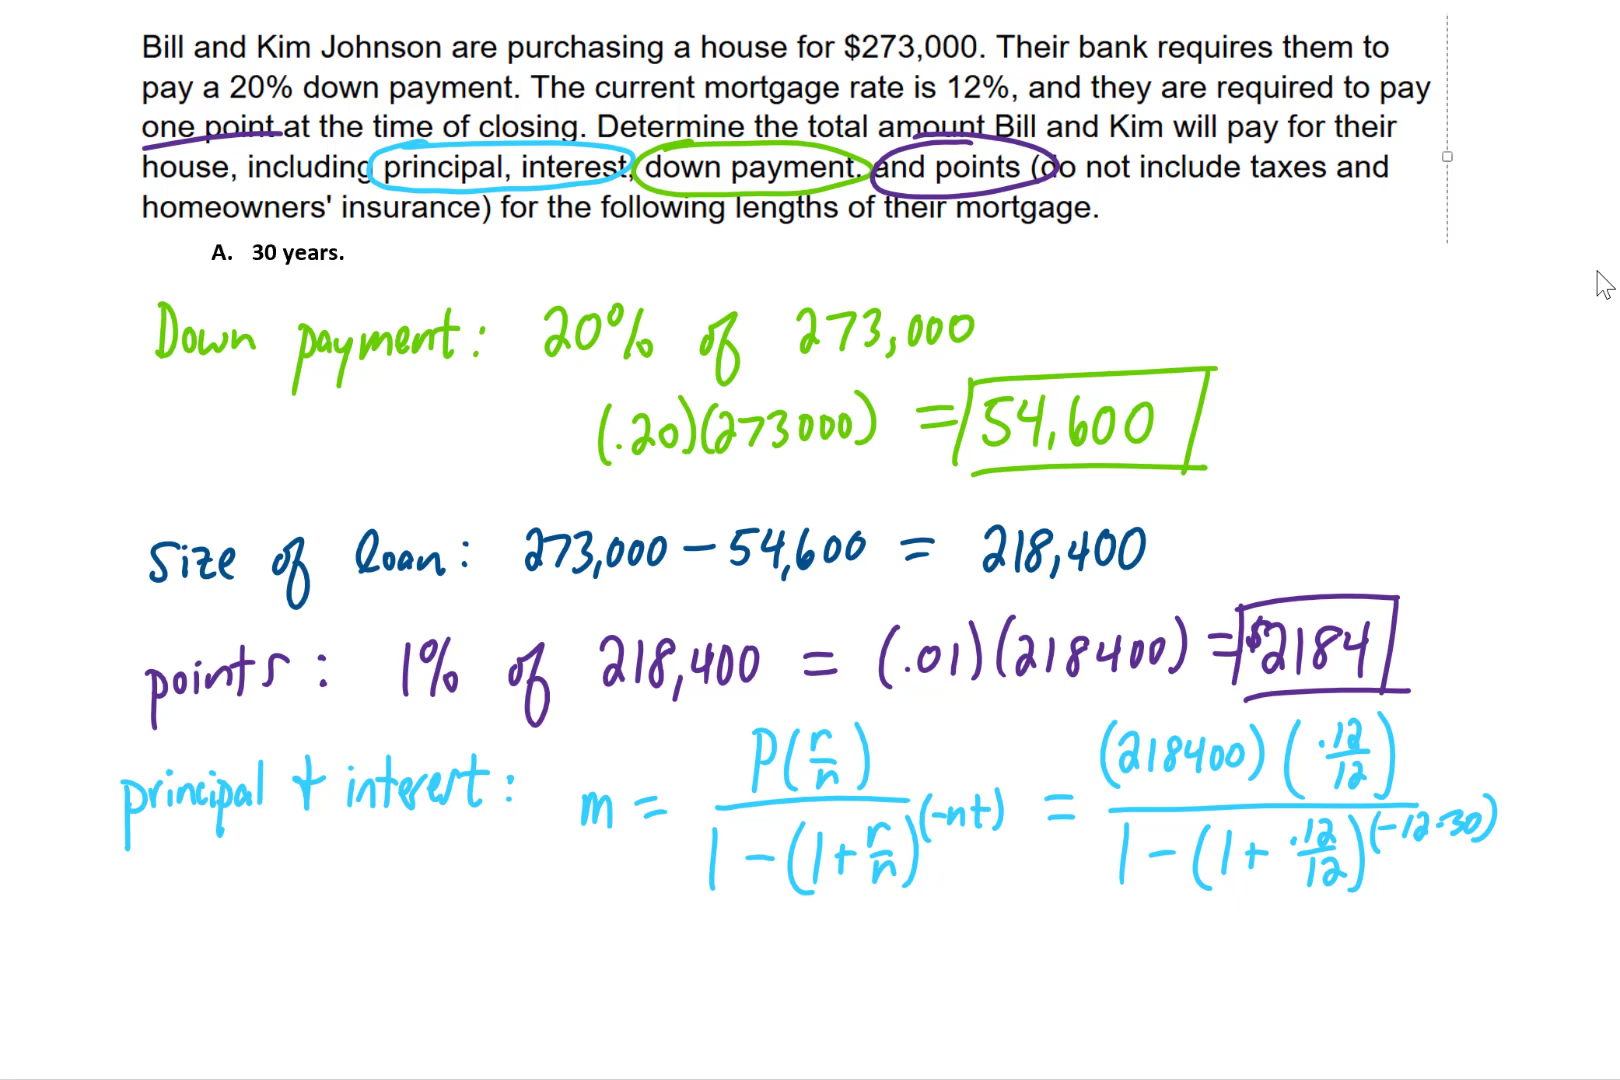 Bill and Kim Johnson are purchasing a house for $273,000. Their bank requires them to
pay a 20% down payment. The current mortgage rate is 12%, and they are required to pay
one point at the time of closing. Determine the total amount Bill and Kim will pay for their
house, including principal, interest, down payment, and points (do not include taxes and
homeowners' insurance) for the following lengths of their mortgage.
A. 30 years.
Down payment: 20% of 273,000
(.20)(273000) = 54,600
Size of loan: 273,000 - 54,600 = 218,400
points: 1% of 218,400 = (.01)(218400) = $2184
principal + interest: m = P(r/n) / 1-(1+r/n)^(-nt) = (218400)(.12/12) / 1-(1+.12/12)^(-12·30)